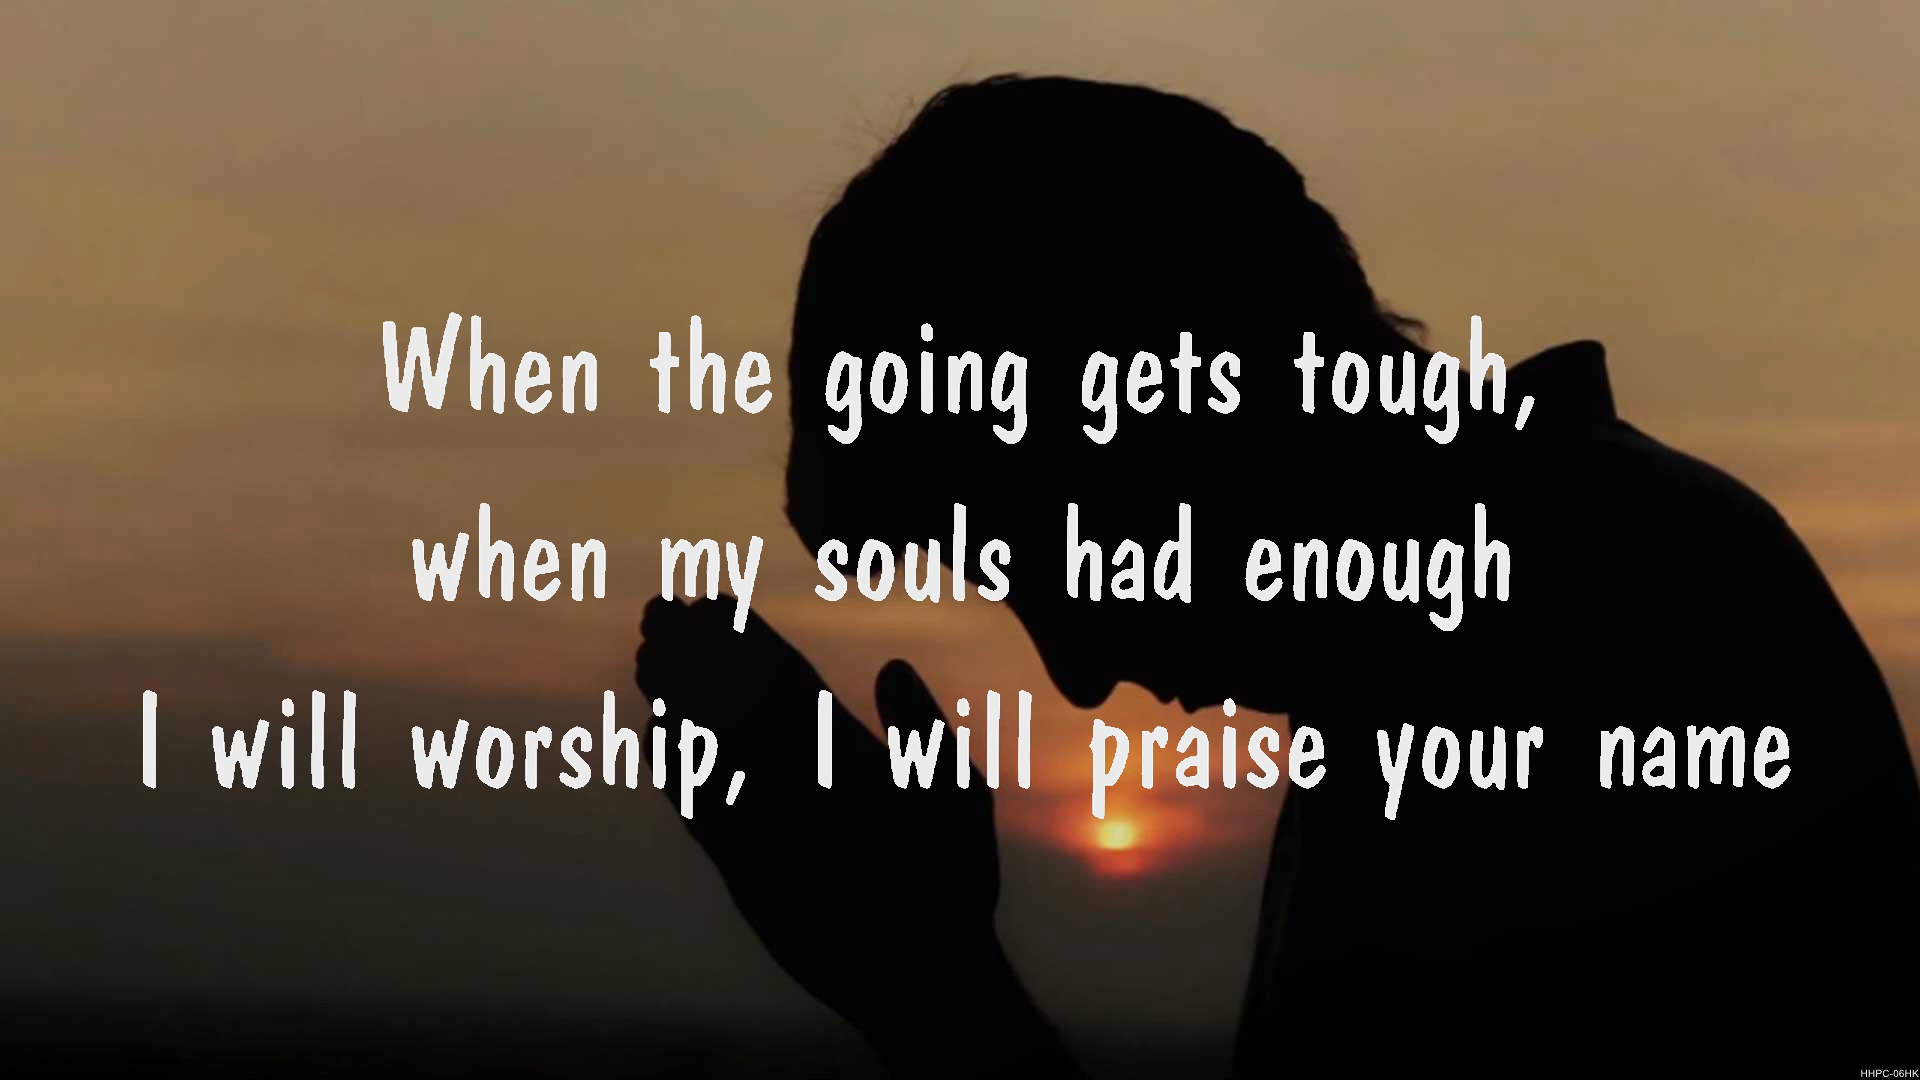 When the going gets tough,
when my souls had enough
I will worship, I will praise your name
HHPC-06HK